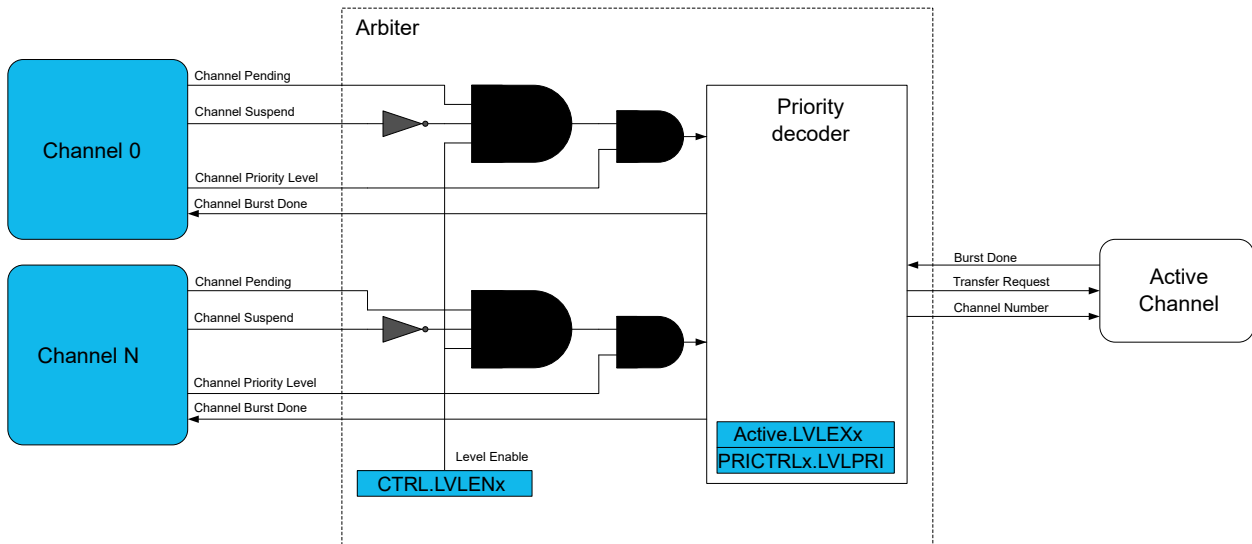 Arbiter
Channel 0
Channel Pending
Channel Suspend
Channel Priority Level
Channel Burst Done
Priority
decoder
Channel N
Channel Pending
Channel Suspend
Channel Priority Level
Channel Burst Done
Burst Done
Transfer Request
Channel Number
Active
Channel
Level Enable
CTRL.LVLENx
Active.LVLEXx
PRICTRLx.LVLPRI